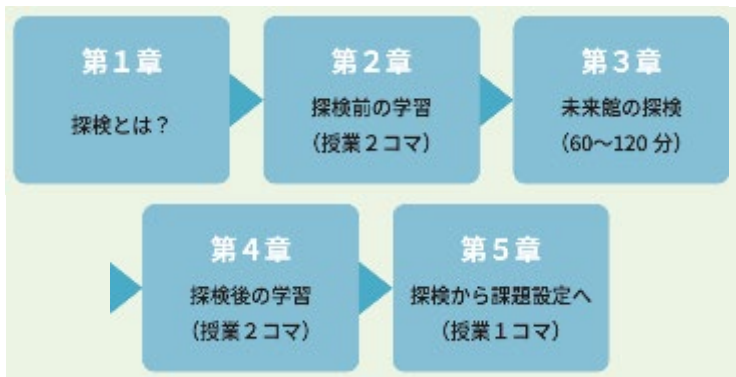 第１章
探検とは？
第２章
探検前の学習
（授業２コマ）
第３章
未来館の探検
（60～120 分）
第４章
探検後の学習
（授業２コマ）
第５章
探検から課題設定へ
（授業１コマ）